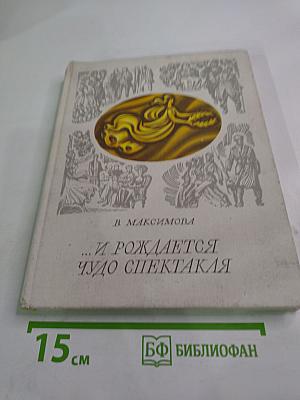 В. МАКСИМОВА
...И РОЖДАЕТСЯ
ЧУДО СПЕКТАКЛЯ
15 см
БФ БИБЛИОФАН